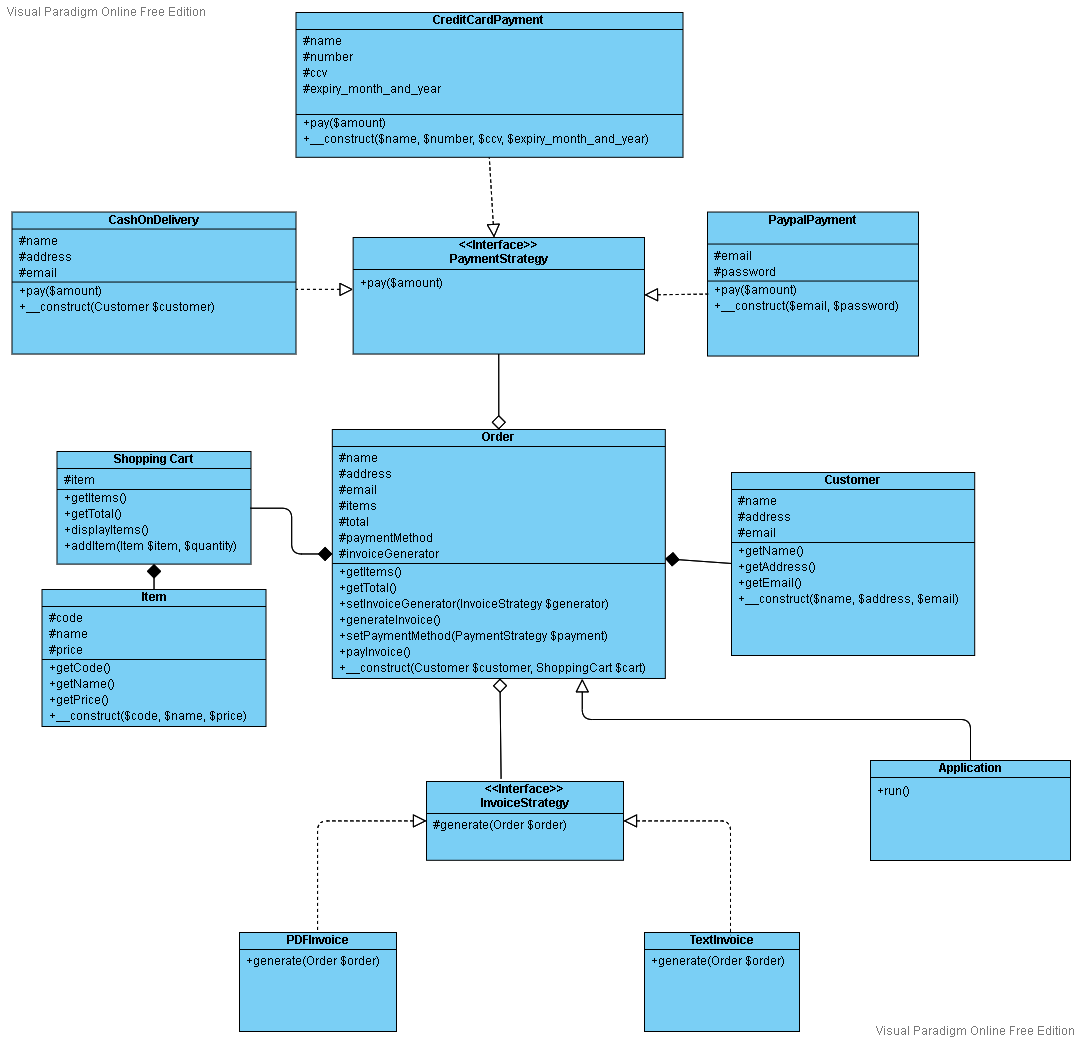 Visual Paradigm Online Free Edition
CreditCardPayment
#name
#number
#ccv
#expiry_month_and_year
+pay($amount)
+__construct($name, $number, $ccv, $expiry_month_and_year)
CashOnDelivery
#name
#address
#email
+pay($amount)
+__construct(Customer $customer)
<<Interface>>
PaymentStrategy
+pay($amount)
PaypalPayment
#email
#password
+pay($amount)
+__construct($email, $password)
Shopping Cart
#item
+getItems()
+getTotal()
+displayItems()
+addItem(Item $item, $quantity)
Order
#name
#address
#email
#items
#total
#paymentMethod
#invoiceGenerator
+getItems()
+getTotal()
+setInvoiceGenerator(InvoiceStrategy $generator)
+generateInvoice()
+setPaymentMethod(PaymentStrategy $payment)
+payInvoice()
+__construct(Customer $customer, ShoppingCart $cart)
Customer
#name
#address
#email
+getName()
+getAddress()
+getEmail()
+__construct($name, $address, $email)
Item
#code
#name
#price
+getCode()
+getName()
+getPrice()
+__construct($code, $name, $price)
<<Interface>>
InvoiceStrategy
#generate(Order $order)
Application
+run()
PDFInvoice
+generate(Order $order)
TextInvoice
+generate(Order $order)
Visual Paradigm Online Free Edition